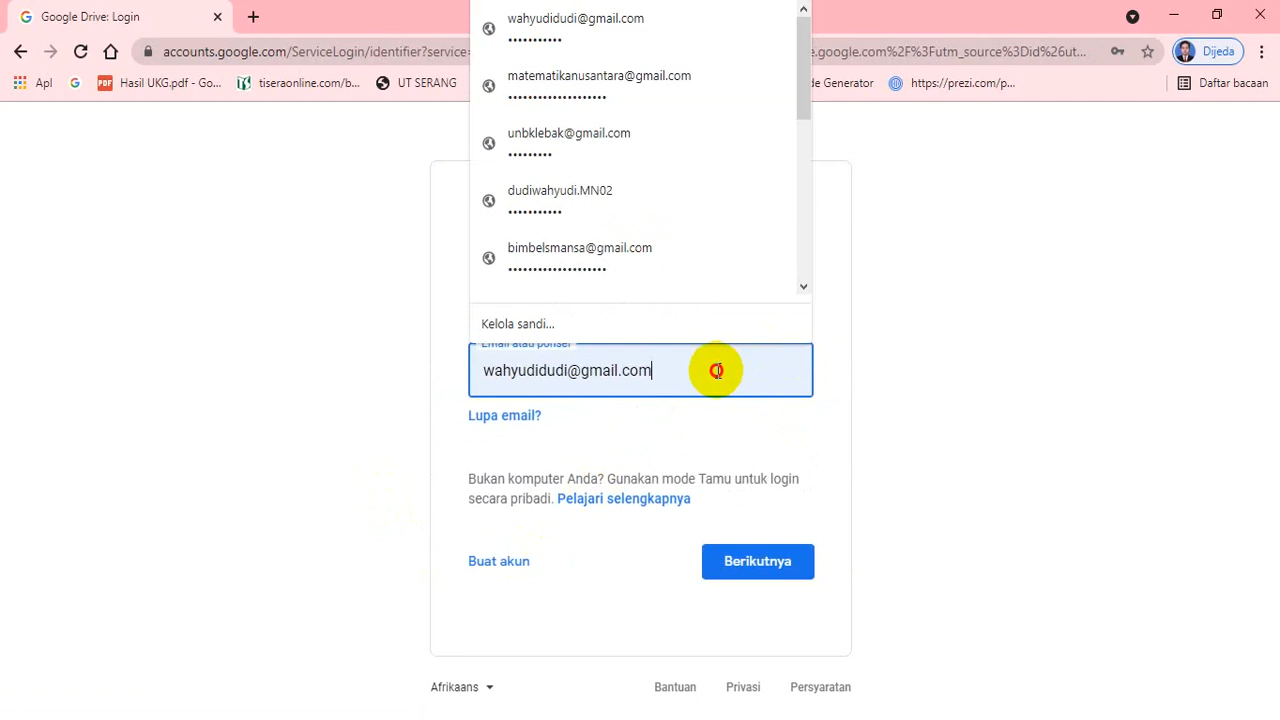 Google Drive: Login
accounts.google.com/ServiceLogin/identifier?service=
e.google.com%2F%3Futm_source%3Did%26ut...
Dijeda
Apl
Hasil UKG.pdf - Go...
tiseraonline.com/b...
UT SERANG
de Generator
https://prezi.com/p...
Daftar bacaan
wahyudidudi@gmail.com
•••••••••••
matematikanusantara@gmail.com
••••••••••••••••••••
unbklebak@gmail.com
•••••••••
dudiwahyudi.MN02
•••••••••••
bimbelsmansa@gmail.com
••••••••••••••••••••
Kelola sandi...
Email atau ponsel
wahyudidudi@gmail.com
Lupa email?
Bukan komputer Anda? Gunakan mode Tamu untuk login
secara pribadi. Pelajari selengkapnya
Buat akun
Berikutnya
Afrikaans
Bantuan
Privasi
Persyaratan